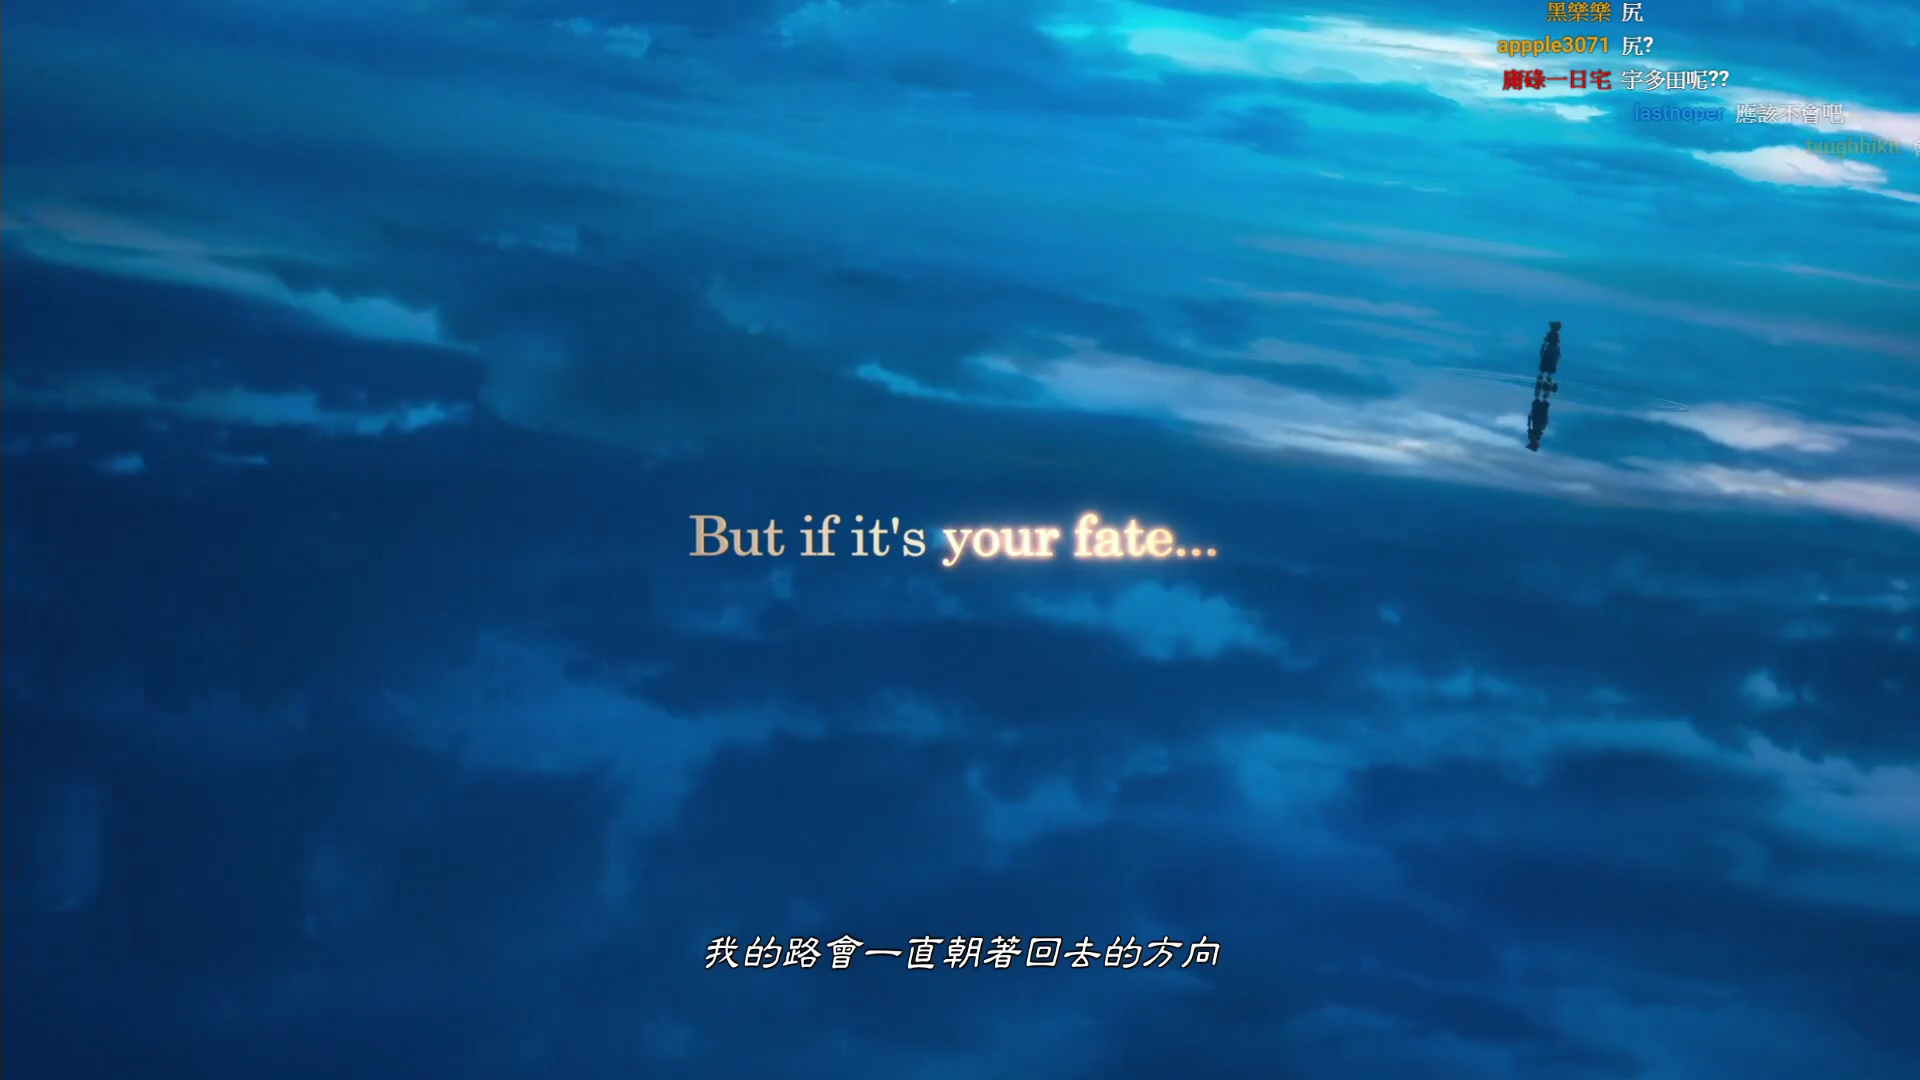 黑樂樂 尻
appple3071 尻?
庸碌一日宅 宇多田呢??
lasthoper 應該不會吧
But if it's your fate...
我的路會一直朝著回去的方向